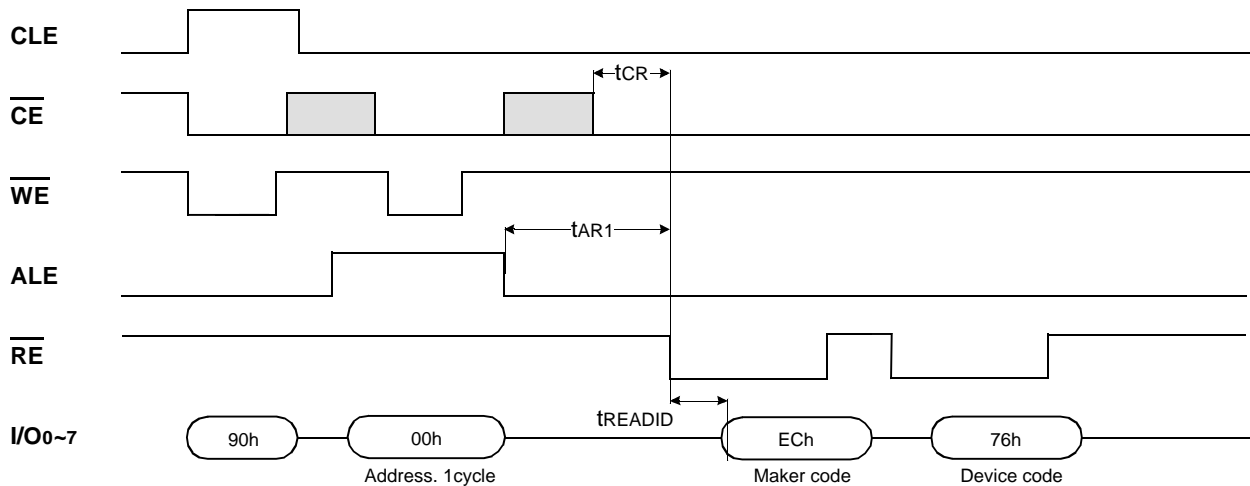 CLE
tCR
CE
WE
tAR1
ALE
RE
tREADID
I/O0~7
90h
00h
ECh
76h
Address. 1cycle
Maker code
Device code